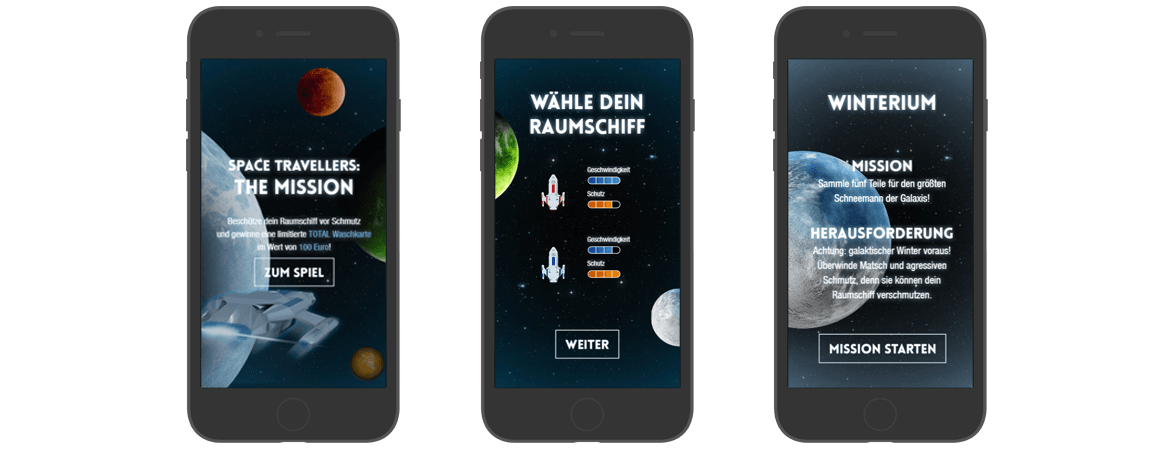 SPACE TRAVELLERS:
THE MISSION
Beschütze dein Raumschiff vor Schmutz
und gewinne eine limitierte TOTAL Waschkarte
im Wert von 100 Euro!
ZUM SPIEL
WÄHLE DEIN
RAUMSCHIFF
Geschwindigkeit
Schutz
Geschwindigkeit
Schutz
WEITER
WINTERIUM
MISSION
Sammle fünf Teile für den größten
Schneemann der Galaxis!
HERAUSFORDERUNG
Achtung: galaktischer Winter voraus!
Überwinde Matsch und agressiven
Schmutz, denn sie können dein
Raumschiff verschmutzen.
MISSION STARTEN